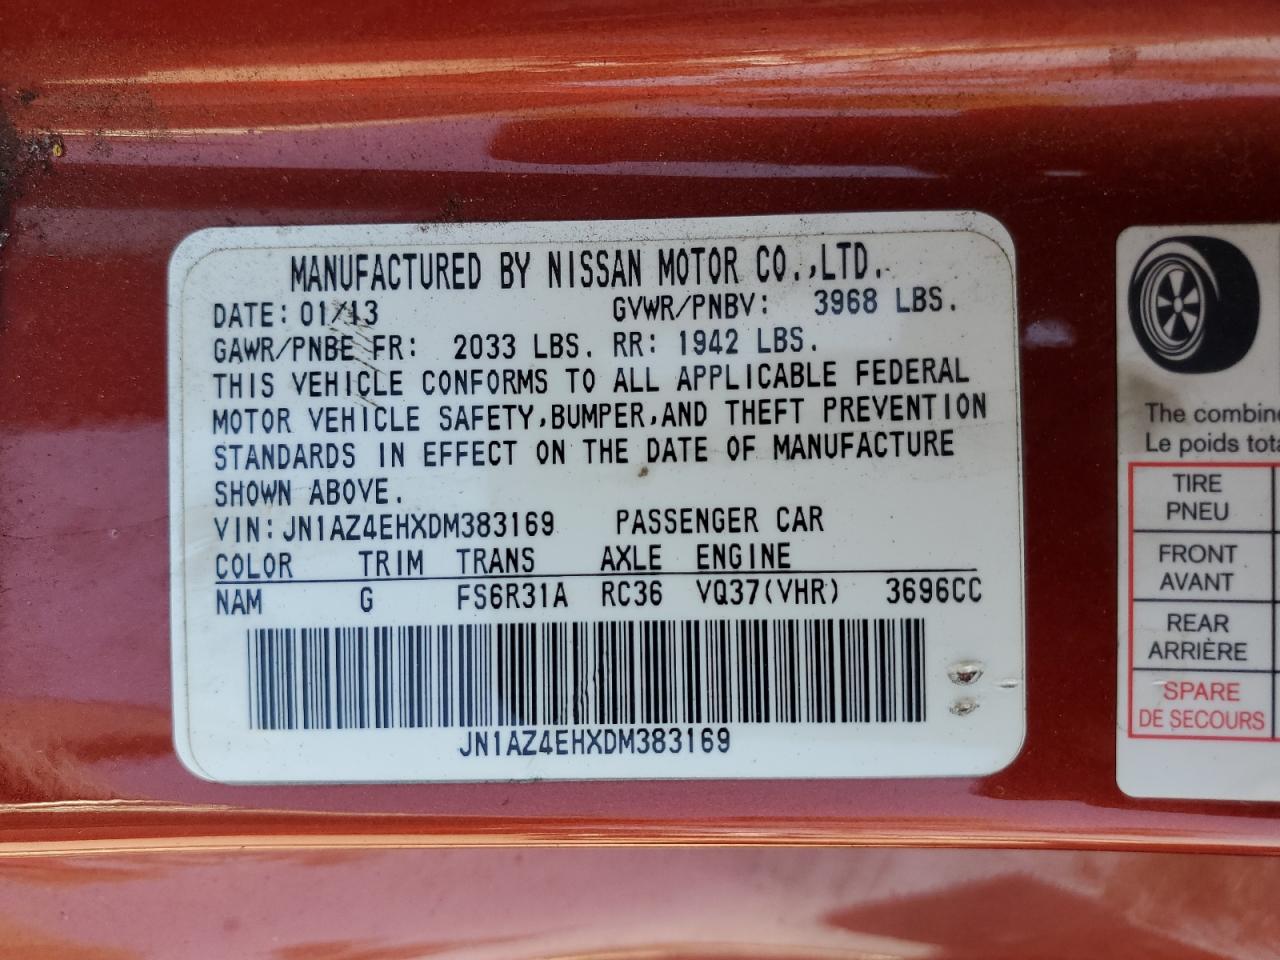 MANUFACTURED BY NISSAN MOTOR CO.,LTD.
DATE: 01/13 GVWR/PNBV: 3968 LBS.
GAWR/PNBE FR: 2033 LBS. RR: 1942 LBS.
THIS VEHICLE CONFORMS TO ALL APPLICABLE FEDERAL
MOTOR VEHICLE SAFETY,BUMPER,AND THEFT PREVENTION
STANDARDS IN EFFECT ON THE DATE OF MANUFACTURE
SHOWN ABOVE.
VIN:JN1AZ4EHXDM383169 PASSENGER CAR
COLOR TRIM TRANS AXLE ENGINE
NAM G FS6R31A RC36 VQ37(VHR) 3696CC
JN1AZ4EHXDM383169
The
Le poids
TIRE
PNEU
FRONT
AVANT
REAR
ARRIÈRE
SPARE
DE SECOURS